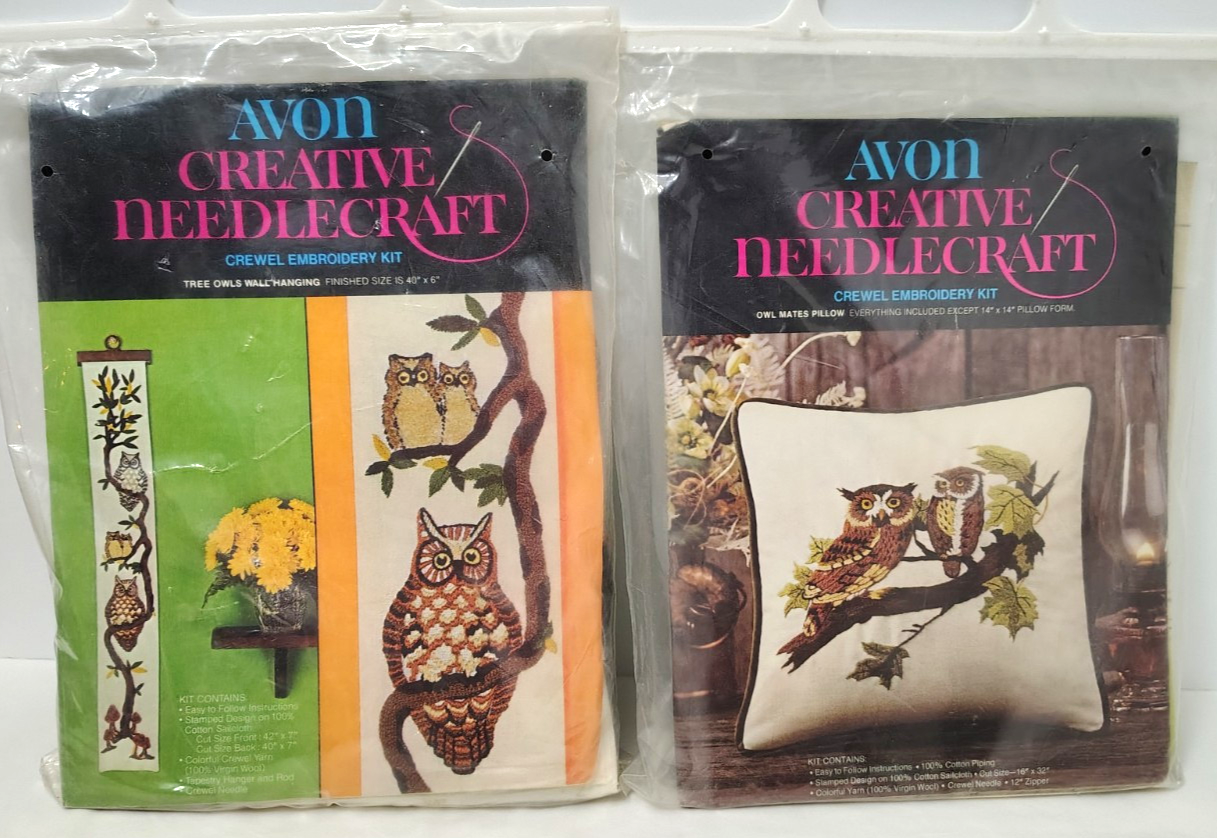 AVON
CREATIVE
NEEDLECRAFT
CREWEL EMBROIDERY KIT
TREE OWLS WALL HANGING FINISHED SIZE IS 40" x 6"
KIT CONTAINS:
• Easy to Follow Instructions
• Stamped Design on 100%
Cotton Sailcloth
Cut Size Front: 42" x 7"
Cut Size Back: 40" x 7"
• Colorful Crewel Yarn
(100% Virgin Wool)
• Tapestry Hanger and Rod
• Crewel Needle
AVON
CREATIVE
NEEDLECRAFT
CREWEL EMBROIDERY KIT
OWL MATES PILLOW EVERYTHING INCLUDED EXCEPT 14" x 14" PILLOW FORM.
KIT CONTAINS:
• Easy to Follow Instructions • 100% Cotton Piping
• Stamped Design on 100% Cotton Sailcloth • Cut Size—16" x 32"
• Colorful Yarn (100% Virgin Wool) • Crewel Needle • 12" Zipper